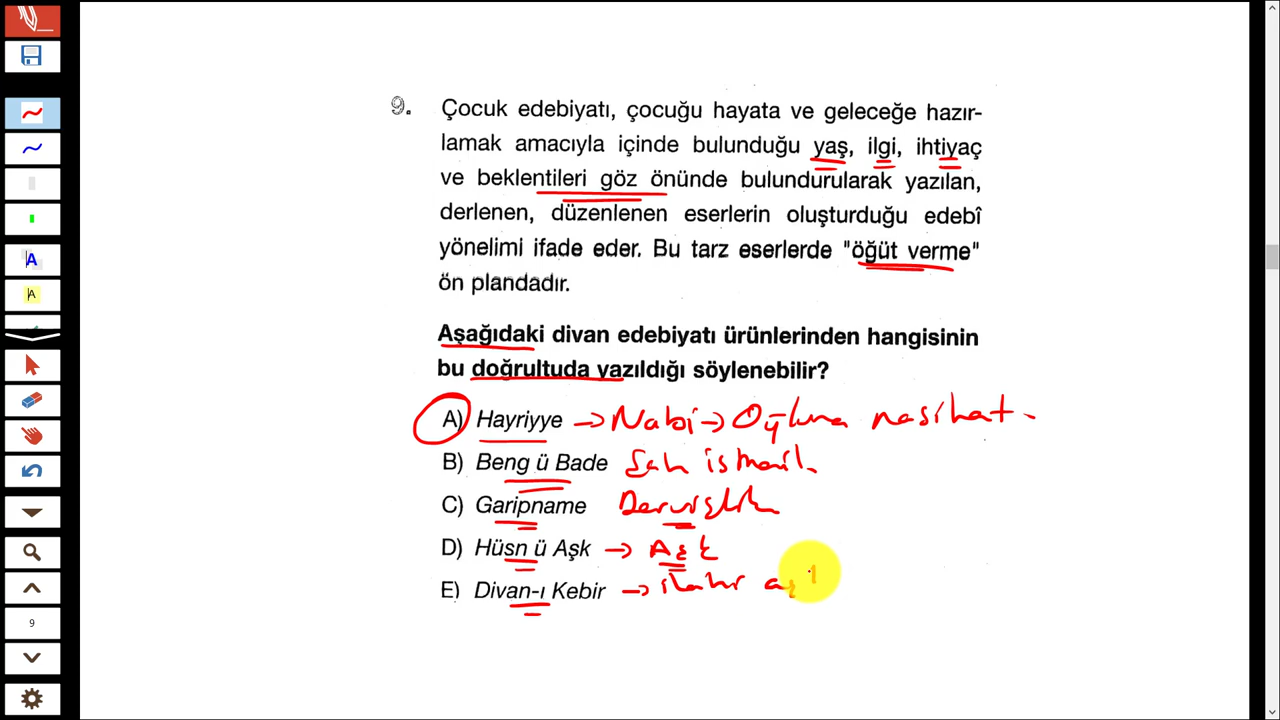 9. Çocuk edebiyatı, çocuğu hayata ve geleceğe hazır-
lamak amacıyla içinde bulunduğu yaş, ilgi, ihtiyaç
ve beklentileri göz önünde bulundurularak yazılan,
derlenen, düzenlenen eserlerin oluşturduğu edebî
yönelimi ifade eder. Bu tarz eserlerde "öğüt verme"
ön plandadır.
Aşağıdaki divan edebiyatı ürünlerinden hangisinin
bu doğrultuda yazıldığı söylenebilir?
A) Hayriyye → Nabi → Oğluna nasihat
B) Beng ü Bade Şah ismail
C) Garipname Dervişlik
D) Hüsn ü Aşk → Aşk
E) Divan-ı Kebir → ilahi aş
A
A
9